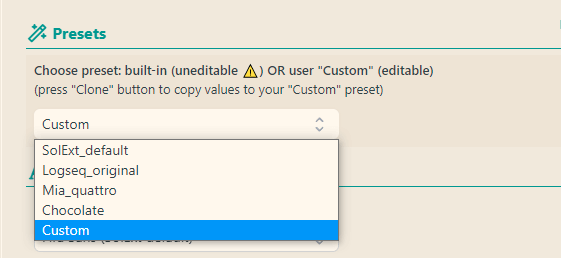 Presets
Choose preset: built-in (uneditable ⚠) OR user "Custom" (editable)
(press "Clone" button to copy values to your "Custom" preset)
Custom
SolExt_default
Logseq_original
Mia_quattro
Chocolate
Custom